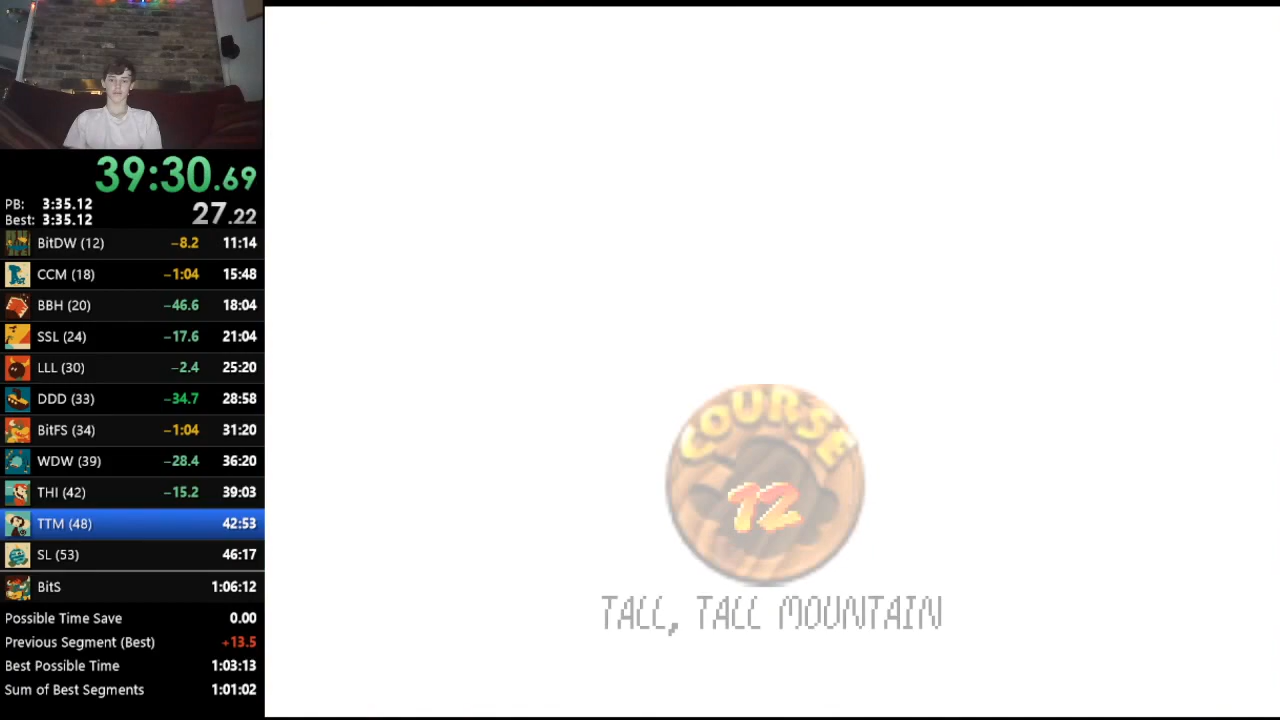 39:30.69
PB: 3:35.12
Best: 3:35.12
27.22
BitDW (12) −8.2 11:14
CCM (18) −1:04 15:48
BBH (20) −46.6 18:04
SSL (24) −17.6 21:04
LLL (30) −2.4 25:20
DDD (33) −34.7 28:58
BitFS (34) −1:04 31:20
WDW (39) −28.4 36:20
THI (42) −15.2 39:03
TTM (48) 42:53
SL (53) 46:17
BitS 1:06:12
Possible Time Save 0.00
Previous Segment (Best) +13.5
Best Possible Time 1:03:13
Sum of Best Segments 1:01:02
COURSE
12
TALL, TALL MOUNTAIN